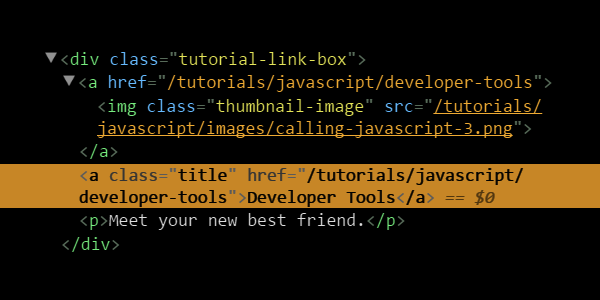 ▼<div class="tutorial-link-box">
▼<a href="/tutorials/javascript/developer-tools">
<img class="thumbnail-image" src="/tutorials/
javascript/images/calling-javascript-3.png">
</a>
<a class="title" href="/tutorials/javascript/
developer-tools">Developer Tools</a> == $0
<p>Meet your new best friend.</p>
</div>